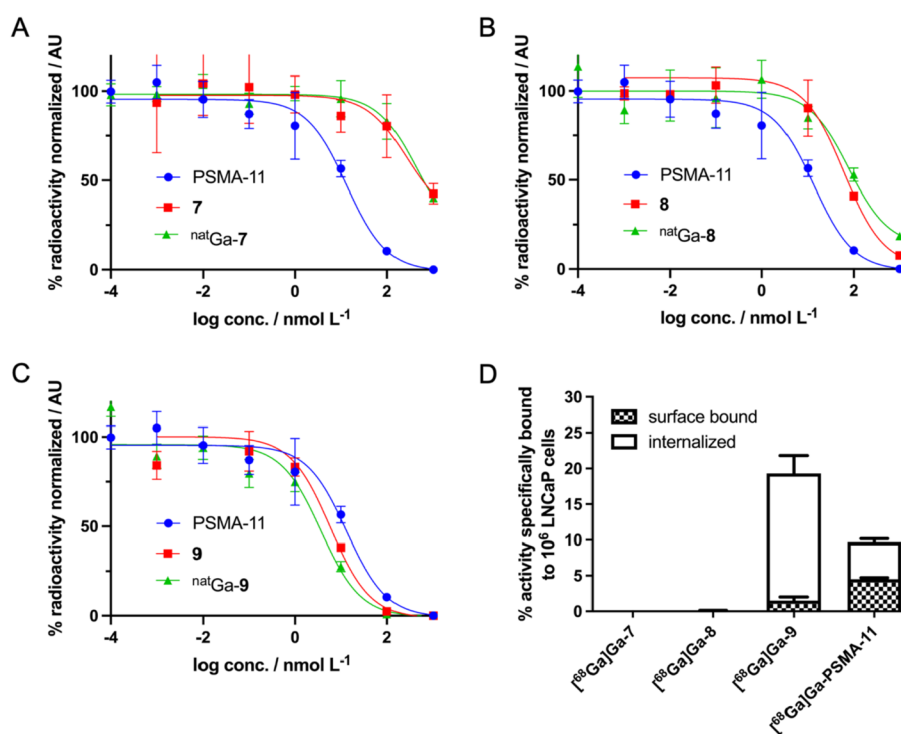 A
% radioactivity normalized / AU
100
50
0
PSMA-11
7
natGa-7
-4 -2 0 2
log conc. / nmol L-1
B
% radioactivity normalized / AU
100
50
0
PSMA-11
8
natGa-8
-4 -2 0 2
log conc. / nmol L-1
C
% radioactivity normalized / AU
100
50
0
PSMA-11
9
natGa-9
-4 -2 0 2
log conc. / nmol L-1
D
% activity specifically bound
to 10⁶ LNCaP cells
30
25
20
15
10
5
0
surface bound
internalized
[68Ga]Ga-7
[68Ga]Ga-8
[68Ga]Ga-9
[68Ga]Ga-PSMA-11